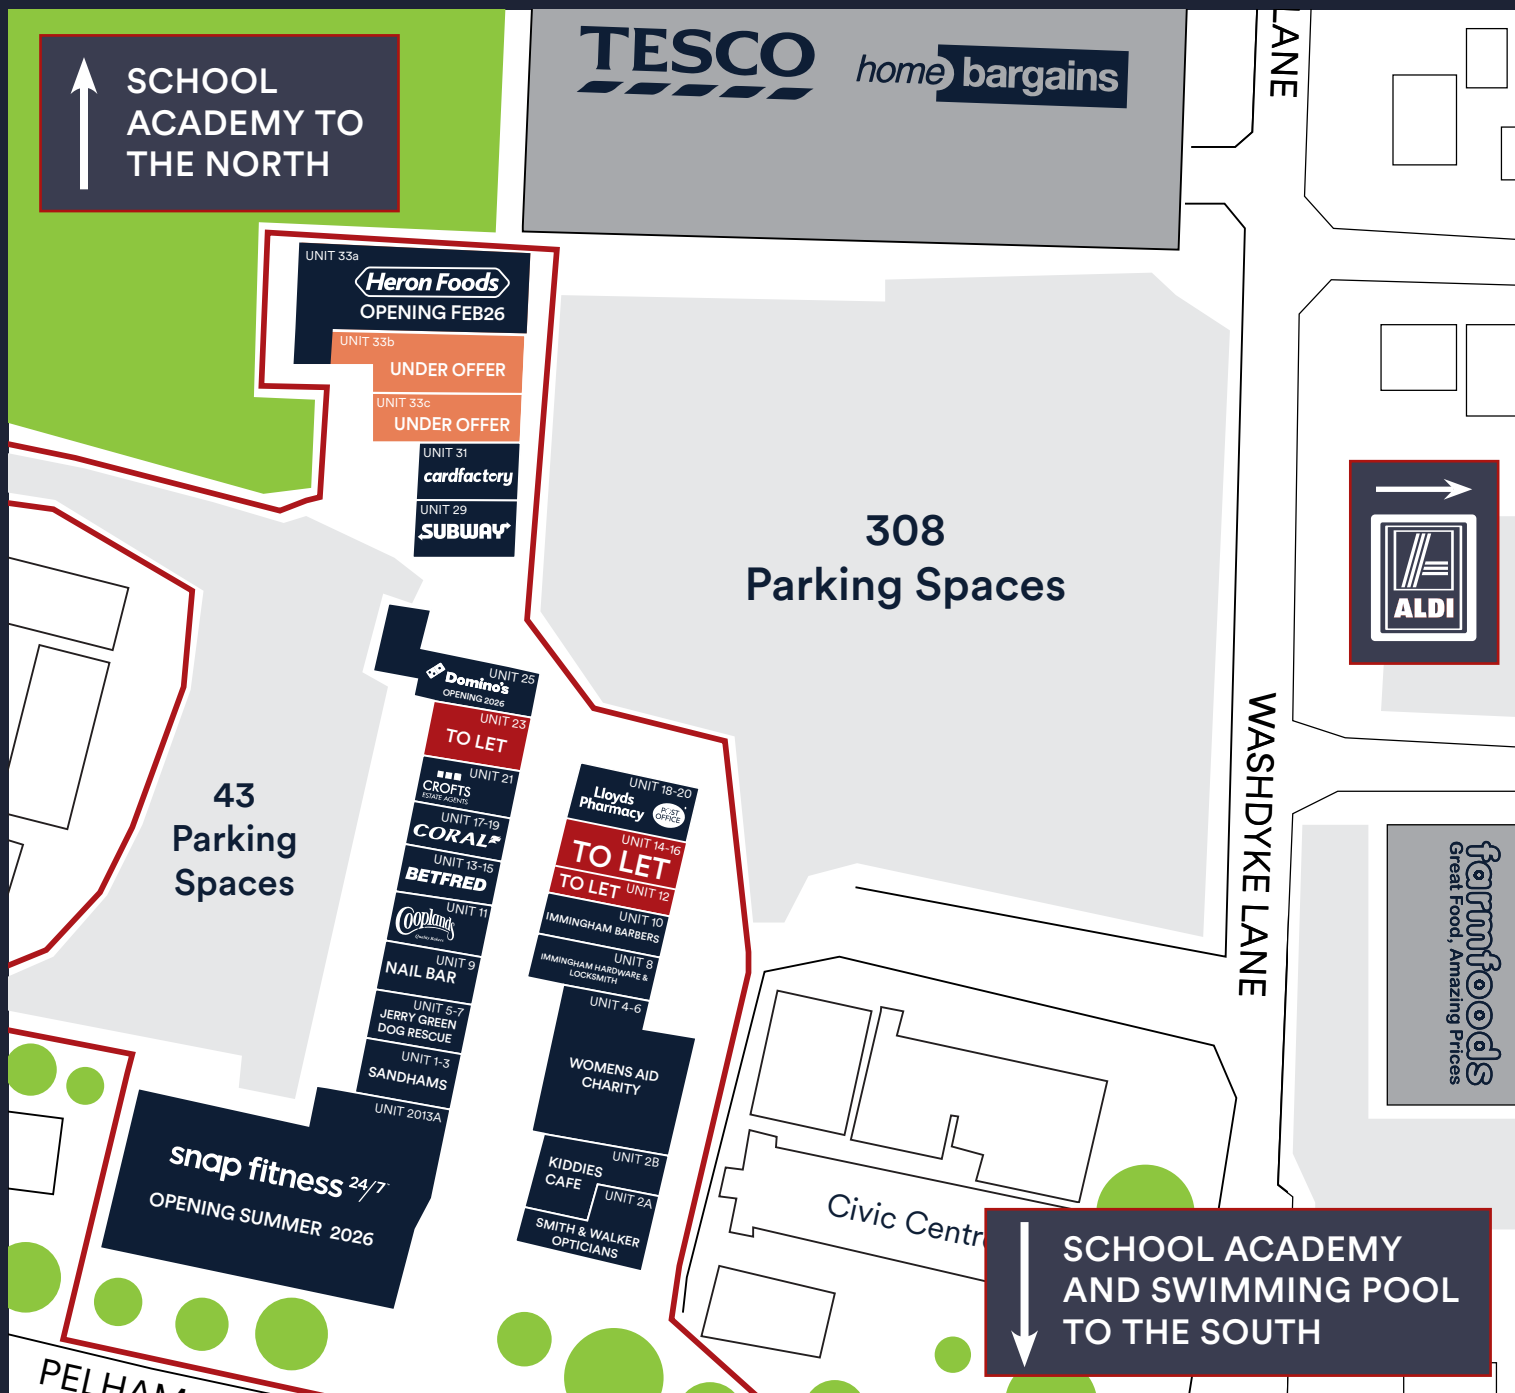 SCHOOL
ACADEMY TO
THE NORTH
TESCO
home bargains
LANE
UNIT 33a
Heron Foods
OPENING FEB26
UNIT 33b
UNDER OFFER
UNIT 33c
UNDER OFFER
UNIT 31
cardfactory
UNIT 29
SUBWAY
308
Parking Spaces
ALDI
UNIT 25
Domino's
OPENING 2026
UNIT 23
TO LET
UNIT 21
CROFTS
ESTATE AGENTS
UNIT 17-19
CORAL
UNIT 13-15
BETFRED
UNIT 11
Cooplands
Quality Bakers
UNIT 9
NAIL BAR
UNIT 5-7
JERRY GREEN
DOG RESCUE
UNIT 1-3
SANDHAMS
UNIT 2013A
snap fitness 24/7
OPENING SUMMER 2026
43
Parking
Spaces
UNIT 18-20
Lloyds
Pharmacy
POST
OFFICE
UNIT 14-16
TO LET
UNIT 12
TO LET
UNIT 10
IMMINGHAM BARBERS
UNIT 8
IMMINGHAM HARDWARE &
LOCKSMITH
UNIT 4-6
WOMENS AID
CHARITY
UNIT 2B
KIDDIES
CAFE
UNIT 2A
SMITH & WALKER
OPTICIANS
WASHDYKE LANE
farmfoods
Great Food, Amazing Prices
Civic Centr
SCHOOL ACADEMY
AND SWIMMING POOL
TO THE SOUTH
PELHAM